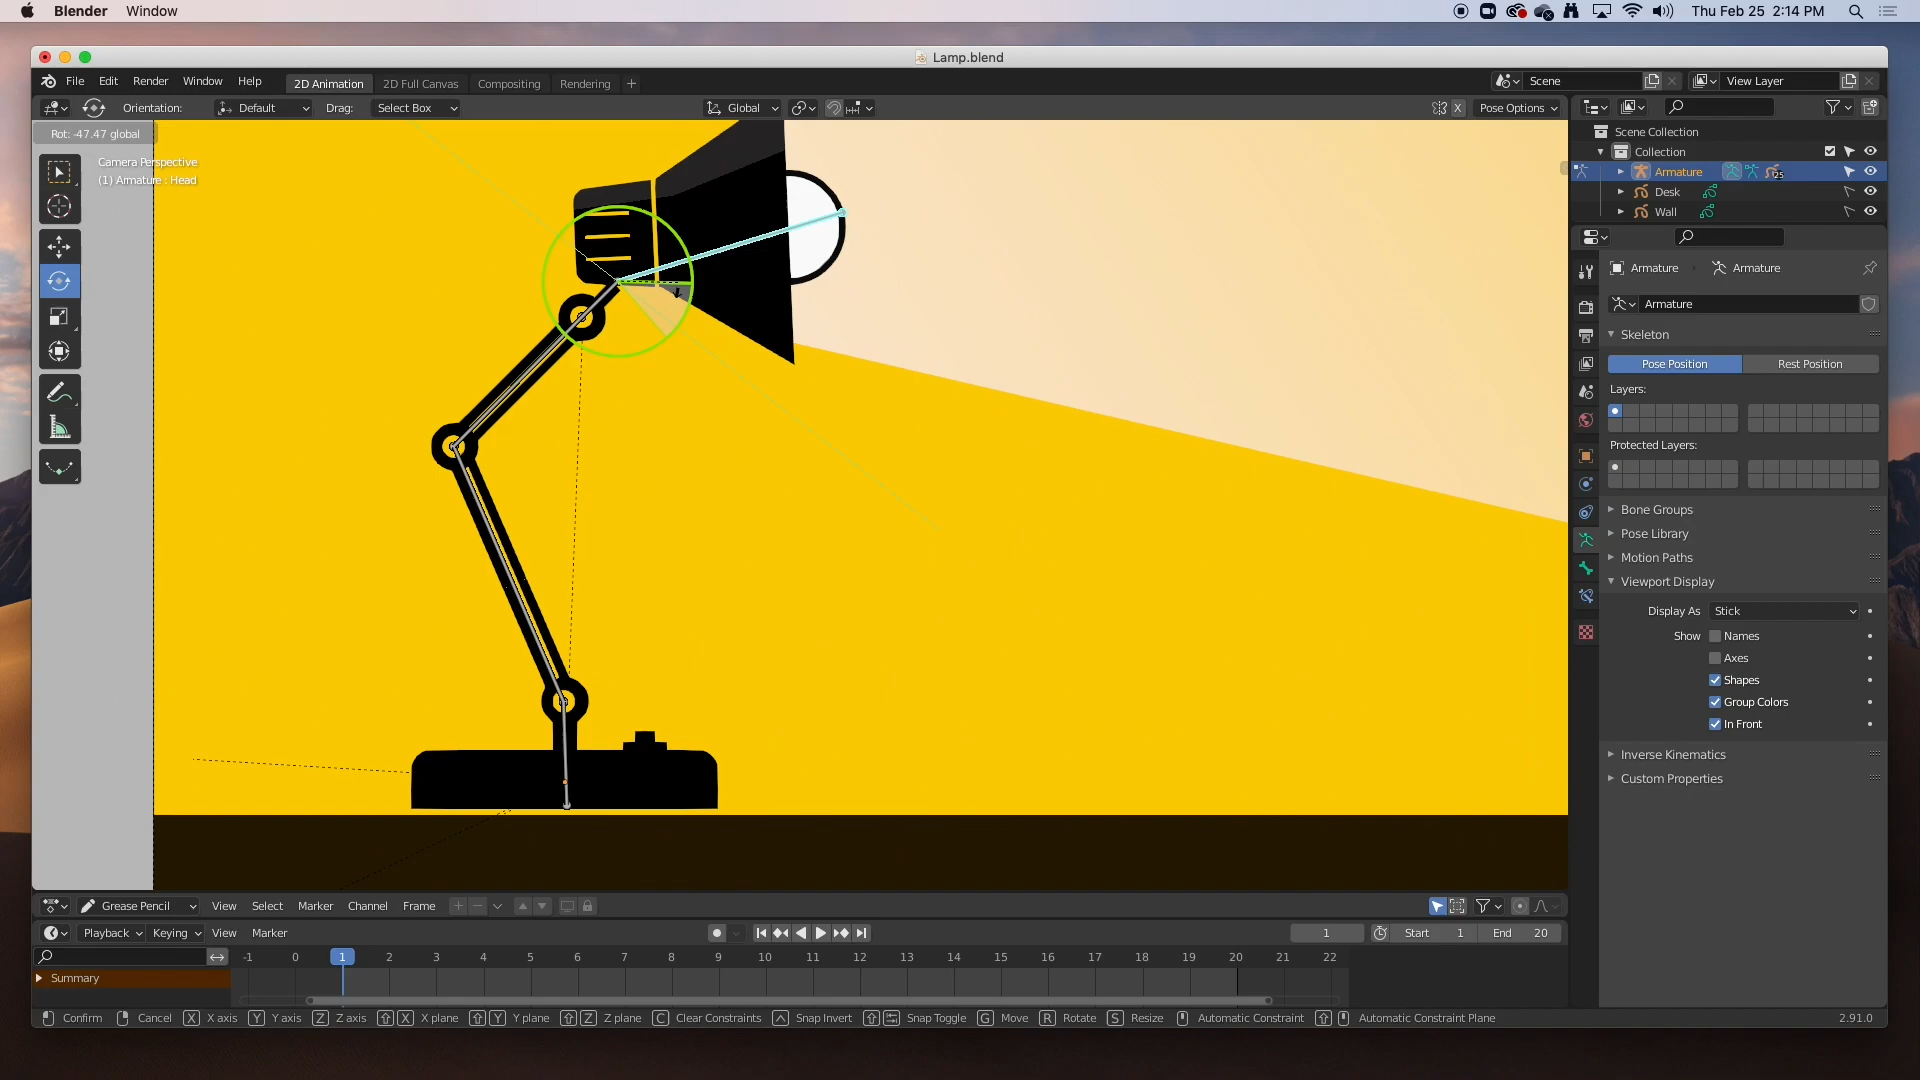 Blender Window Thu Feb 25 2:14 PM
Lamp.blend
File Edit Render Window Help 2D Animation 2D Full Canvas Compositing Rendering + Scene View Layer
Orientation: Default Drag: Select Box Global X Pose Options
Rot: -47.47 global
Camera Perspective
(1) Armature : Head
Scene Collection
Collection
Armature 25
Desk
Wall
Armature Armature
Armature
Skeleton
Pose Position Rest Position
Layers:
Protected Layers:
Bone Groups
Pose Library
Motion Paths
Viewport Display
Display As Stick
Show Names
Axes
Shapes
Group Colors
In Front
Inverse Kinematics
Custom Properties
Grease Pencil View Select Marker Channel Frame
Playback Keying View Marker 1 Start 1 End 20
-1 0 1 2 3 4 5 6 7 8 9 10 11 12 13 14 15 16 17 18 19 20 21 22
Summary
Confirm Cancel X X axis Y Y axis Z Z axis X X plane Y Y plane Z Z plane C Clear Constraints Snap Invert Snap Toggle G Move R Rotate S Resize Automatic Constraint Automatic Constraint Plane 2.91.0